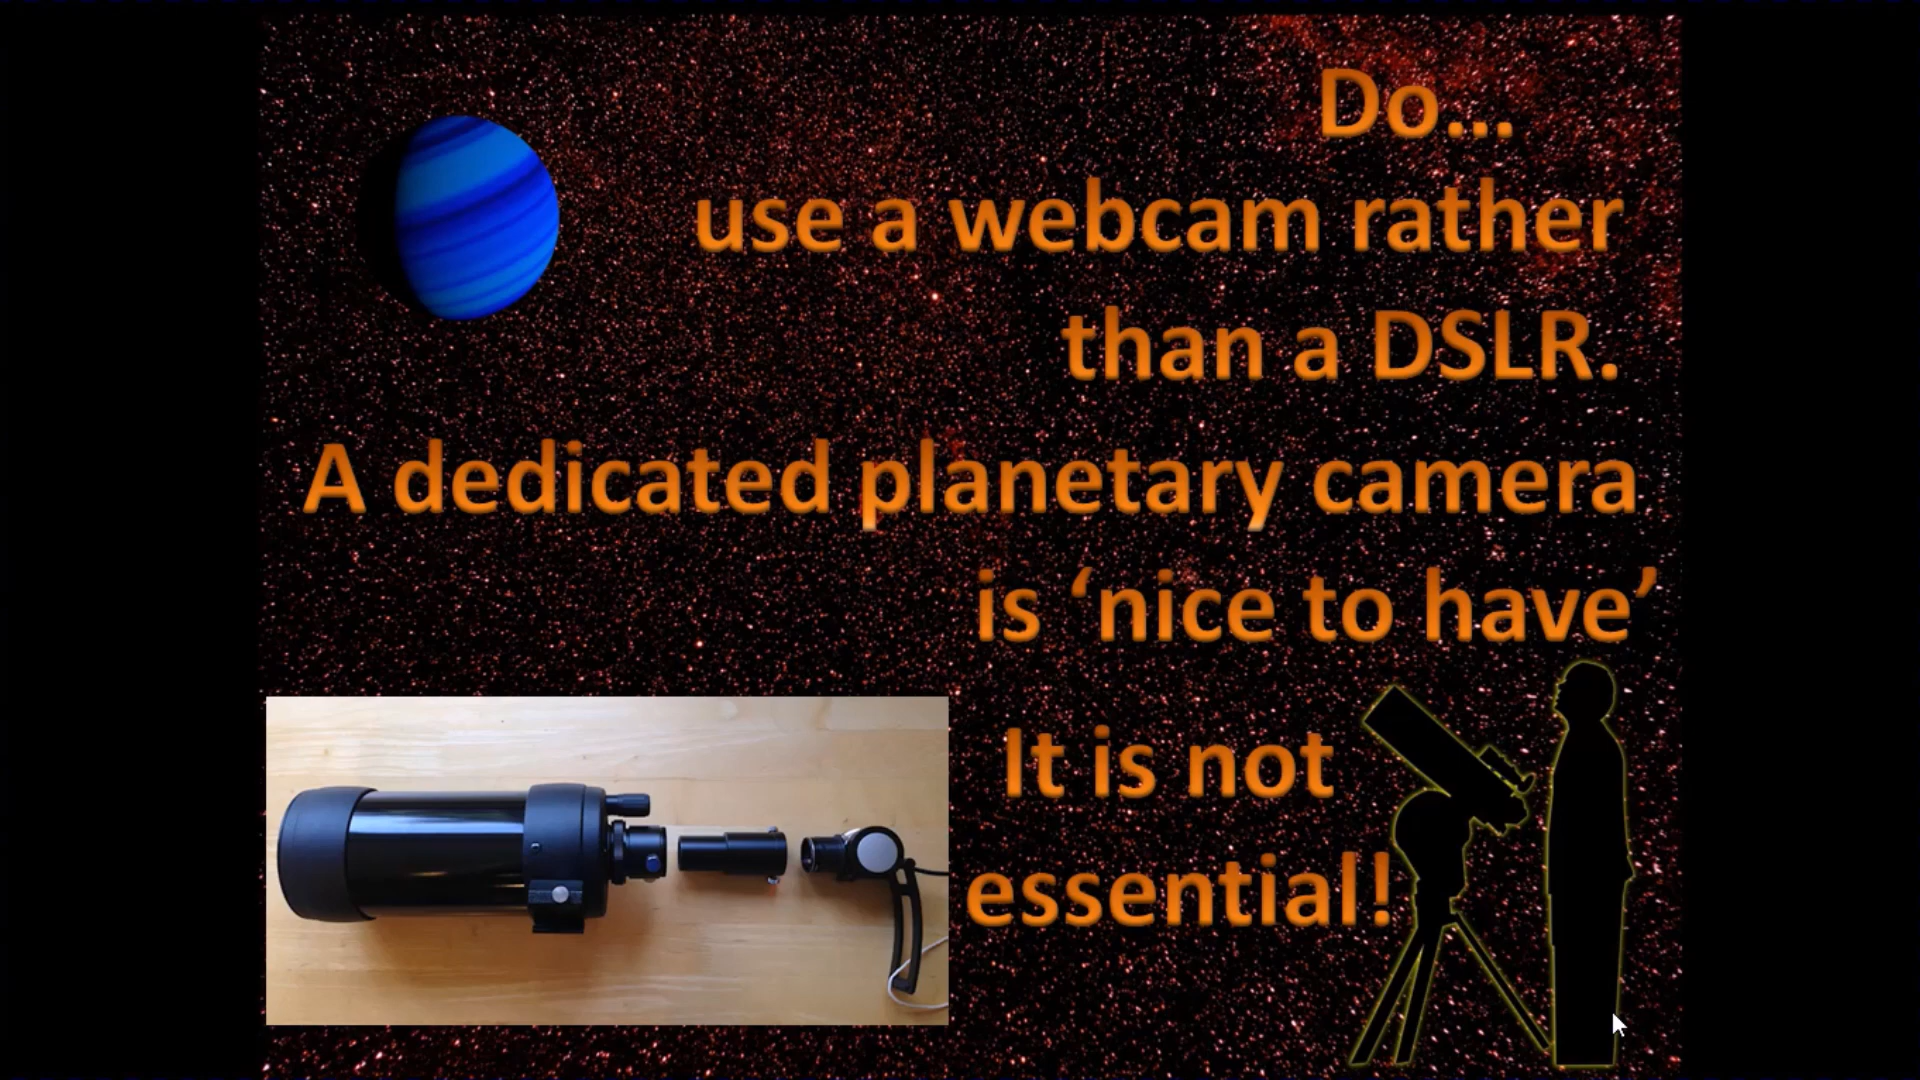 Do...
use a webcam rather
than a DSLR.
A dedicated planetary camera
is ‘nice to have’
It is not
essential!